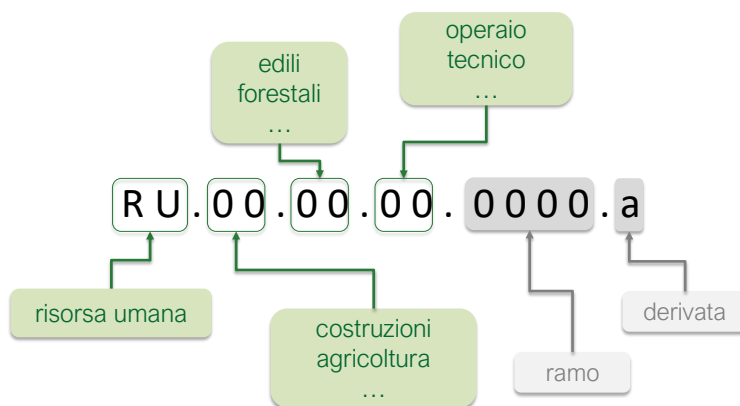 operaio
tecnico
...
edili
forestali
...
RU.00.00.00.0000.a
risorsa umana
costruzioni
agricoltura
...
derivata
ramo